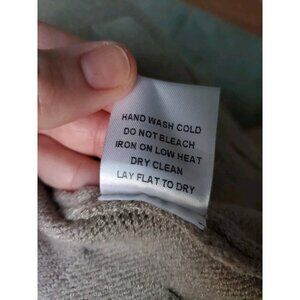 HAND WASH COLD
DO NOT BLEACH
IRON ON LOW HEAT
DRY CLEAN
LAY FLAT TO DRY